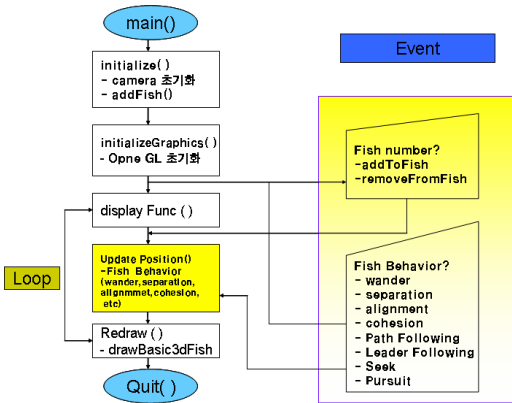 main()
Event
initialize()
- camera 초기화
- addFish()
initializeGraphics()
- Opne GL 초기화
Fish number?
-addToFish
-removeFromFish
display Func ()
Update Position()
-Fish Behavior
(wander,separation,
alignmmet,cohesion,
etc)
Loop
Fish Behavior?
- wander
- separation
- alignment
- cohesion
- Path Following
- Leader Following
- Seek
- Pursuit
Redraw ()
- drawBasic3dFish
Quit( )